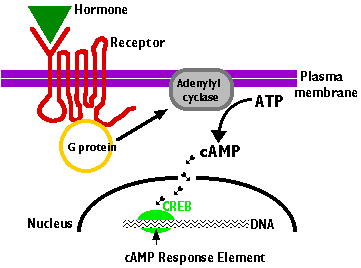 Hormone
Receptor
Adenylyl
cyclase
Plasma
membrane
ATP
G protein
cAMP
CREB
Nucleus
DNA
cAMP Response Element